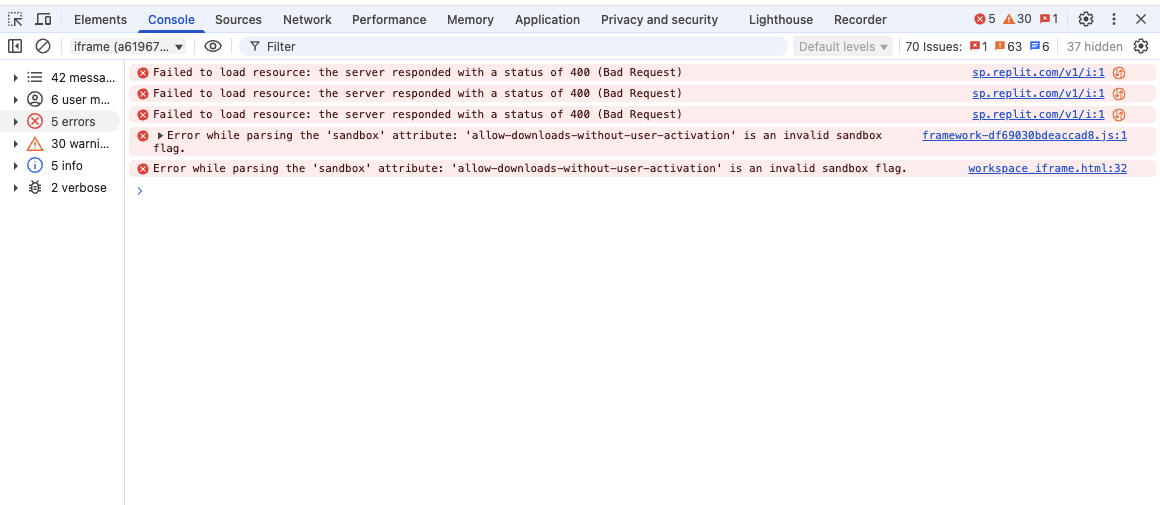 Elements Console Sources Network Performance Memory Application Privacy and security Lighthouse Recorder 5 30 1
iframe (a61967... Filter Default levels 70 Issues: 1 63 6 37 hidden
42 messa...
6 user m...
5 errors
30 warni...
5 info
2 verbose
Failed to load resource: the server responded with a status of 400 (Bad Request) sp.replit.com/v1/i:1
Failed to load resource: the server responded with a status of 400 (Bad Request) sp.replit.com/v1/i:1
Failed to load resource: the server responded with a status of 400 (Bad Request) sp.replit.com/v1/i:1
Error while parsing the 'sandbox' attribute: 'allow-downloads-without-user-activation' is an invalid sandbox framework-df69030bdeaccad8.js:1
flag.
Error while parsing the 'sandbox' attribute: 'allow-downloads-without-user-activation' is an invalid sandbox flag. workspace_iframe.html:32